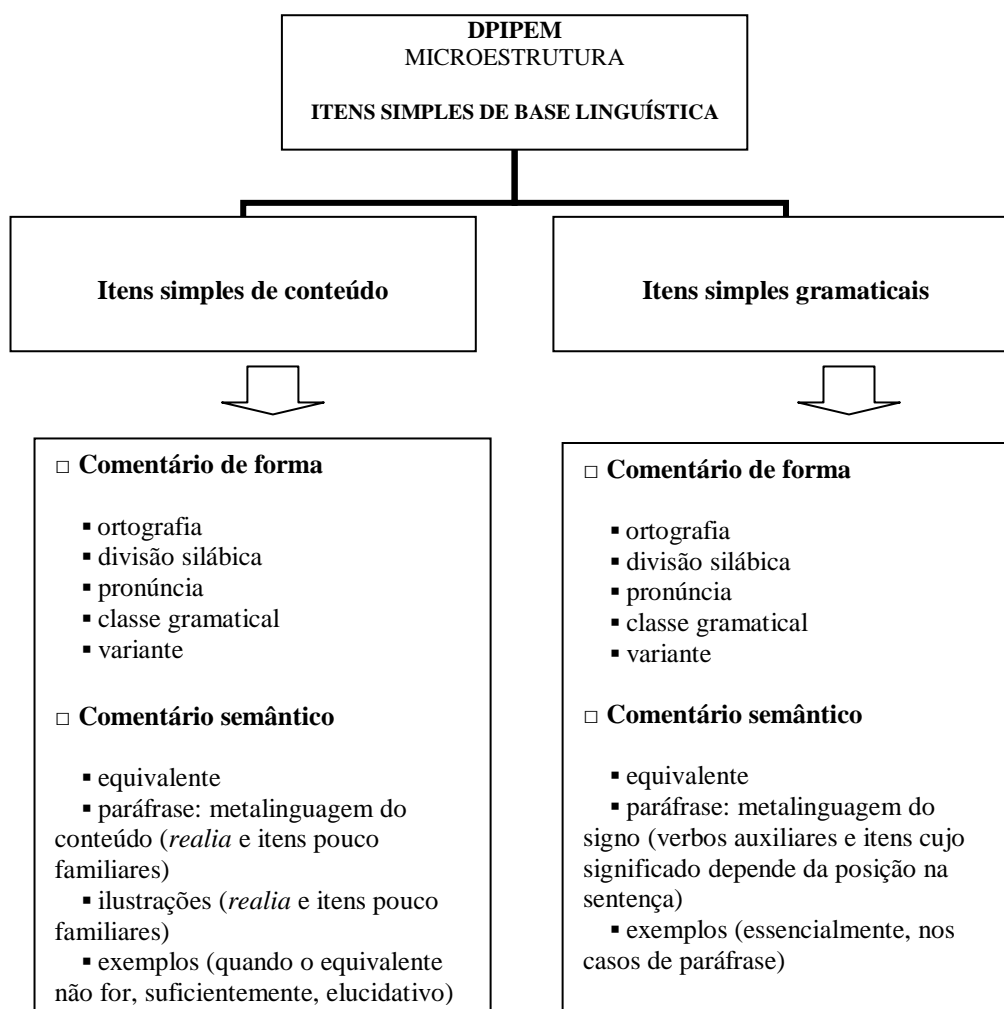 DPIPEM
MICROESTRUTURA
ITENS SIMPLES DE BASE LINGUÍSTICA
Itens simples de conteúdo
Itens simples gramaticais
□ Comentário de forma
▪ ortografia
▪ divisão silábica
▪ pronúncia
▪ classe gramatical
▪ variante
□ Comentário semântico
▪ equivalente
▪ paráfrase: metalinguagem do
conteúdo (realia e itens pouco
familiares)
▪ ilustrações (realia e itens pouco
familiares)
▪ exemplos (quando o equivalente
não for, suficientemente, elucidativo)
□ Comentário de forma
▪ ortografia
▪ divisão silábica
▪ pronúncia
▪ classe gramatical
▪ variante
□ Comentário semântico
▪ equivalente
▪ paráfrase: metalinguagem do
signo (verbos auxiliares e itens cujo
significado depende da posição na
sentença)
▪ exemplos (essencialmente, nos
casos de paráfrase)